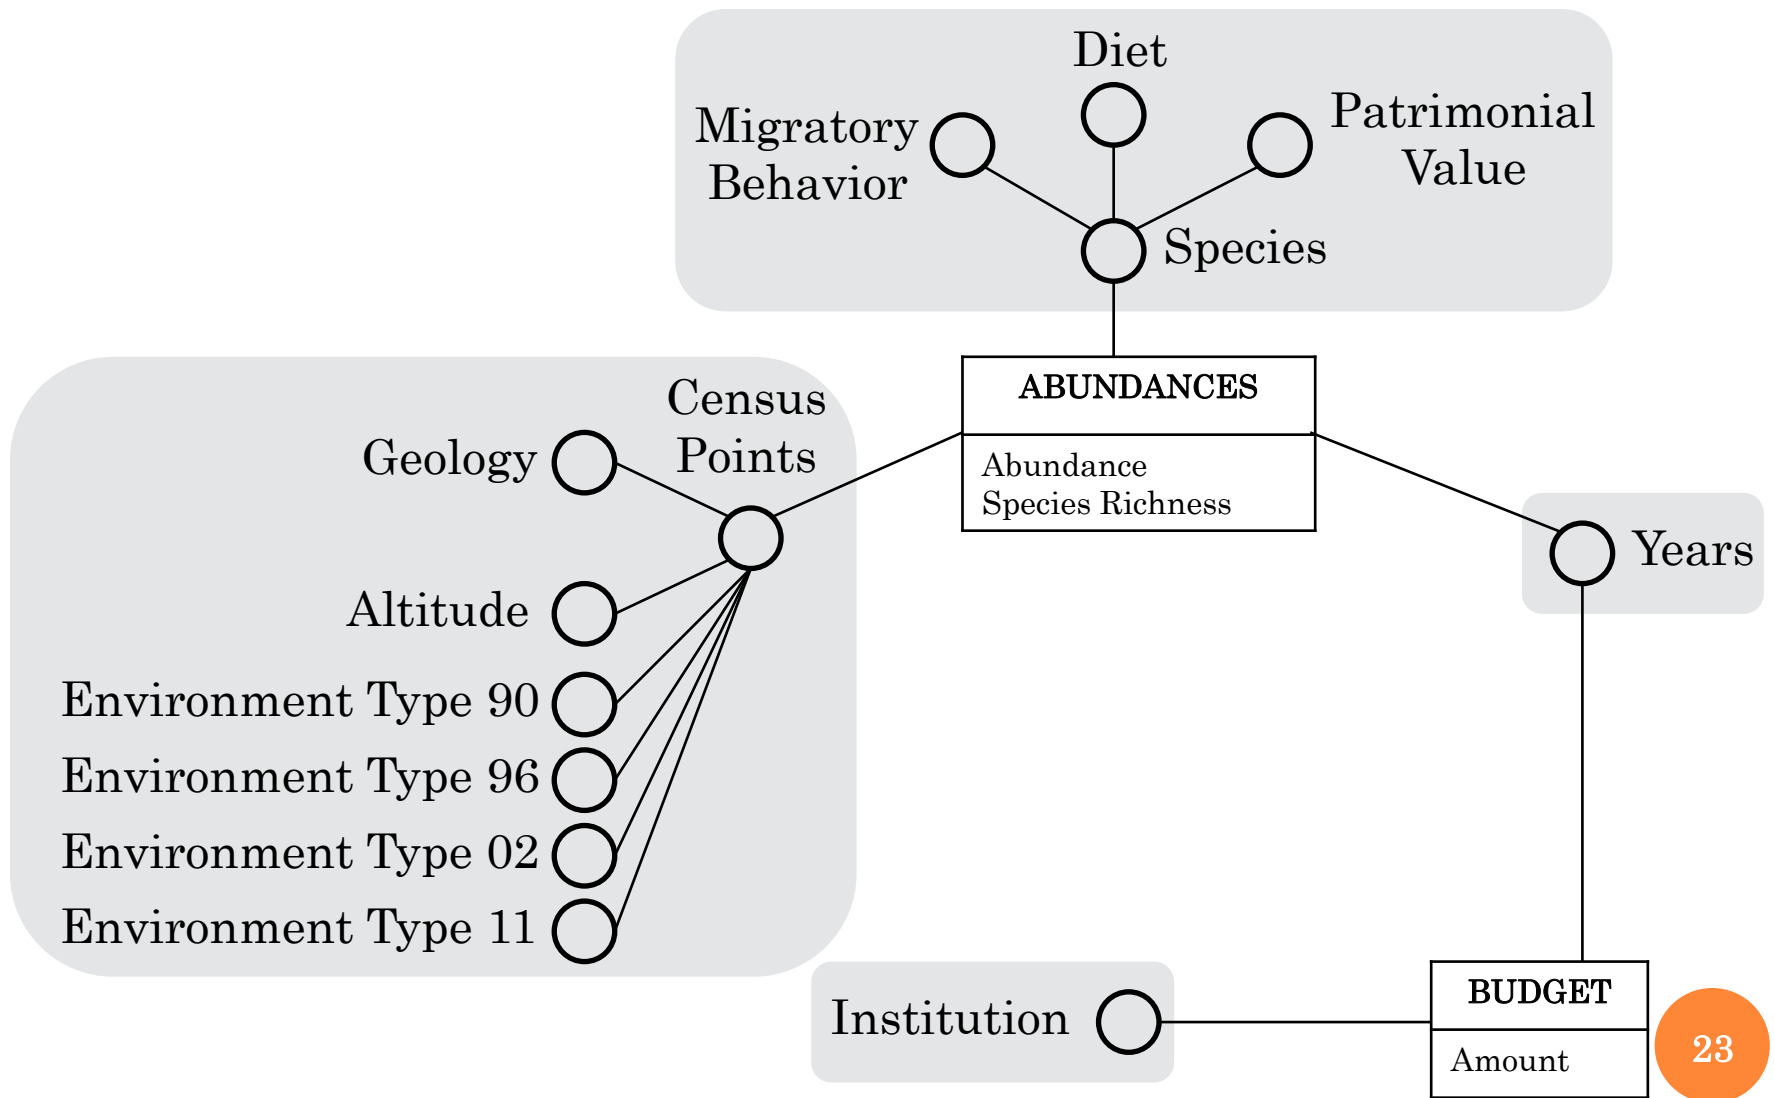 Diet
Migratory
Behavior
Patrimonial
Value
Species
ABUNDANCES
Abundance
Species Richness
Census
Points
Geology
Altitude
Environment Type 90
Environment Type 96
Environment Type 02
Environment Type 11
Years
Institution
BUDGET
Amount
23